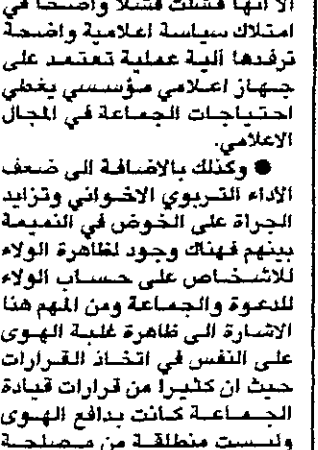 الا انها فشلت فشلا واضحا في
امتلاك سياسة اعلامية واضحة
ترفدها آلية عملية تعتمد على
جهاز اعلامي مؤسسي يغطي
احتياجات الجماعة في المجال
الاعلامي.
● وكذلك بالاضافة الى ضعف
الأداء التربوي الاخواني وتزايد
الجرأة على الخوض في النميمة
بينهم فهناك وجود لظاهرة الولاء
للاشخاص على حساب الولاء
للدعوة والجماعة ومن المهم هنا
الاشارة الى ظاهرة غلبة الهوى
على النفس في اتخاذ القرارات
حيث ان كثيرا من قرارات قيادة
الجماعة كانت بدافع الهوى
وليست منطلقة من مصلحة